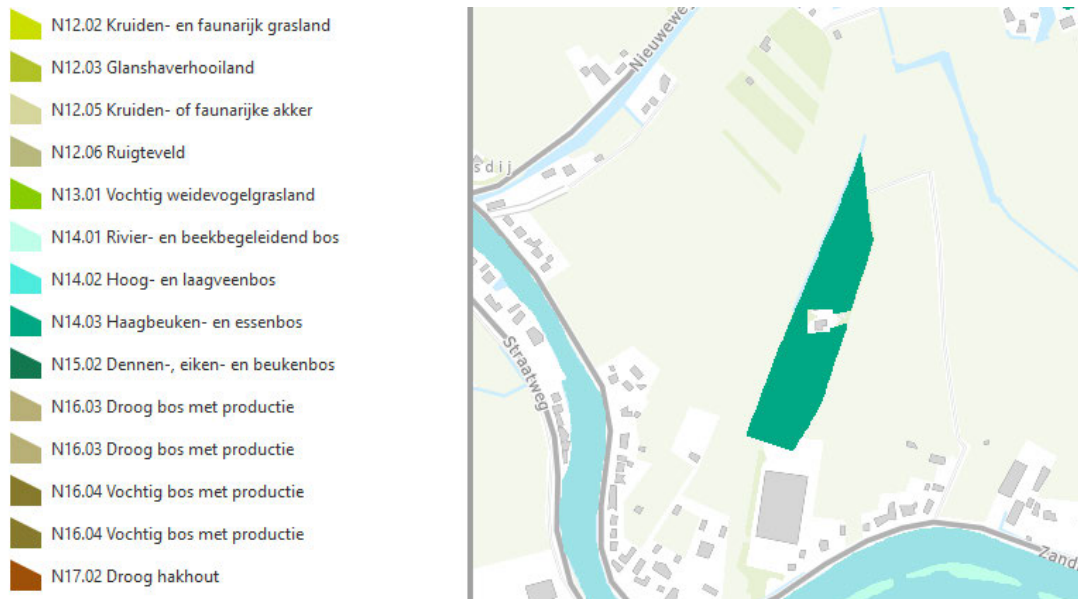 N12.02 Kruiden- en faunarijk grasland
N12.03 Glanshaverhooiland
N12.05 Kruiden- of faunarijke akker
N12.06 Ruigteveld
N13.01 Vochtig weidevogelgrasland
N14.01 Rivier- en beekbegeleidend bos
N14.02 Hoog- en laagveenbos
N14.03 Haagbeuken- en essenbos
N15.02 Dennen-, eiken- en beukenbos
N16.03 Droog bos met productie
N16.03 Droog bos met productie
N16.04 Vochtig bos met productie
N16.04 Vochtig bos met productie
N17.02 Droog hakhout
Nieuweweg
sdij
Straatweg
Zand